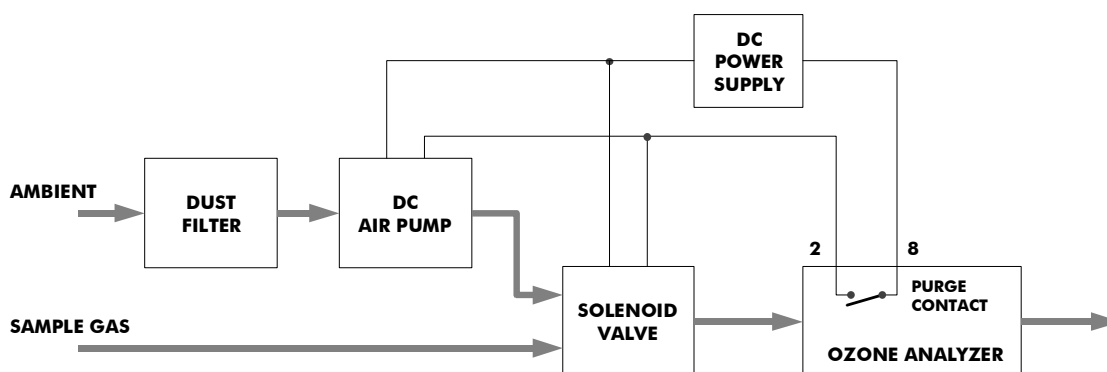 DC
POWER
SUPPLY
AMBIENT
DUST
FILTER
DC
AIR PUMP
2
8
PURGE
CONTACT
SAMPLE GAS
SOLENOID
VALVE
OZONE ANALYZER